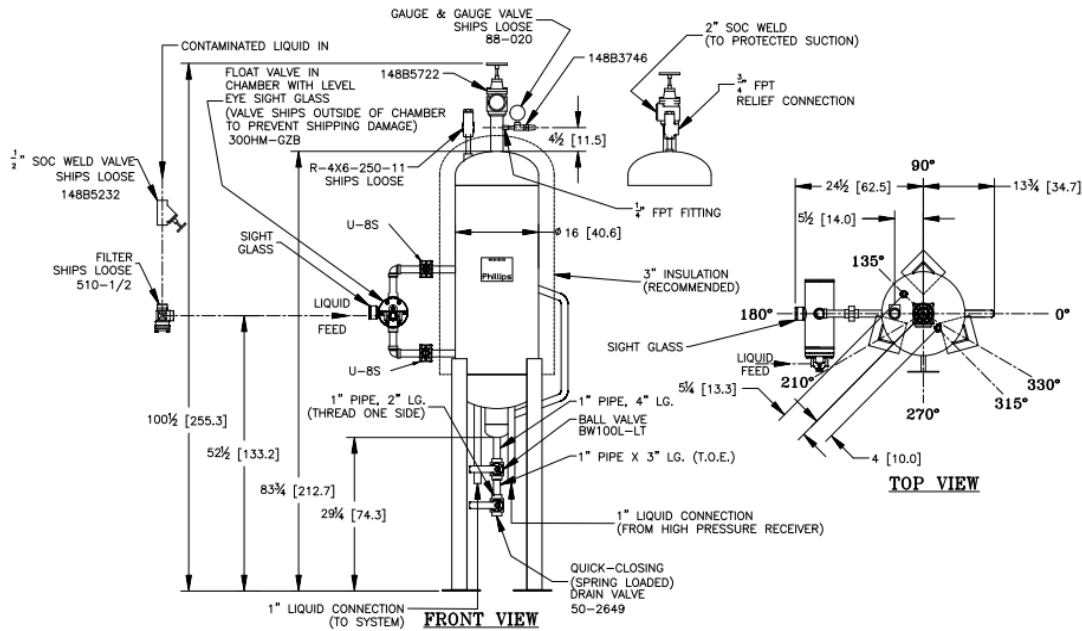 GAUGE & GAUGE VALVE
SHIPS LOOSE
88-020
2" SOC WELD
(TO PROTECTED SUCTION)
CONTAMINATED LIQUID IN
148B5722
148B3746
FLOAT VALVE IN
CHAMBER WITH LEVEL
EYE SIGHT GLASS
(VALVE SHIPS OUTSIDE OF CHAMBER
TO PREVENT SHIPPING DAMAGE)
300HM-GZB
3/4" FPT
RELIEF CONNECTION
4½ [11.5]
R-4X6-250-11
SHIPS LOOSE
½" SOC WELD VALVE
SHIPS LOOSE
148B5232
90°
24½ [62.5]
13¾ [34.7]
5½ [14.0]
¼" FPT FITTING
U-8S
ø 16 [40.6]
SIGHT
GLASS
135°
FILTER
SHIPS LOOSE
510-1/2
Phillips
3" INSULATION
(RECOMMENDED)
LIQUID
FEED
180°
0°
SIGHT GLASS
LIQUID
FEED
U-8S
210°
330°
5¼ [13.3]
315°
270°
1" PIPE, 2" LG.
(THREAD ONE SIDE)
1" PIPE, 4" LG.
BALL VALVE
BW100L-LT
100½ [255.3]
52½ [133.2]
1" PIPE X 3" LG. (T.O.E.)
4 [10.0]
83¾ [212.7]
TOP VIEW
29¼ [74.3]
1" LIQUID CONNECTION
(FROM HIGH PRESSURE RECEIVER)
QUICK-CLOSING
(SPRING LOADED)
DRAIN VALVE
50-2649
1" LIQUID CONNECTION
(TO SYSTEM)
FRONT VIEW